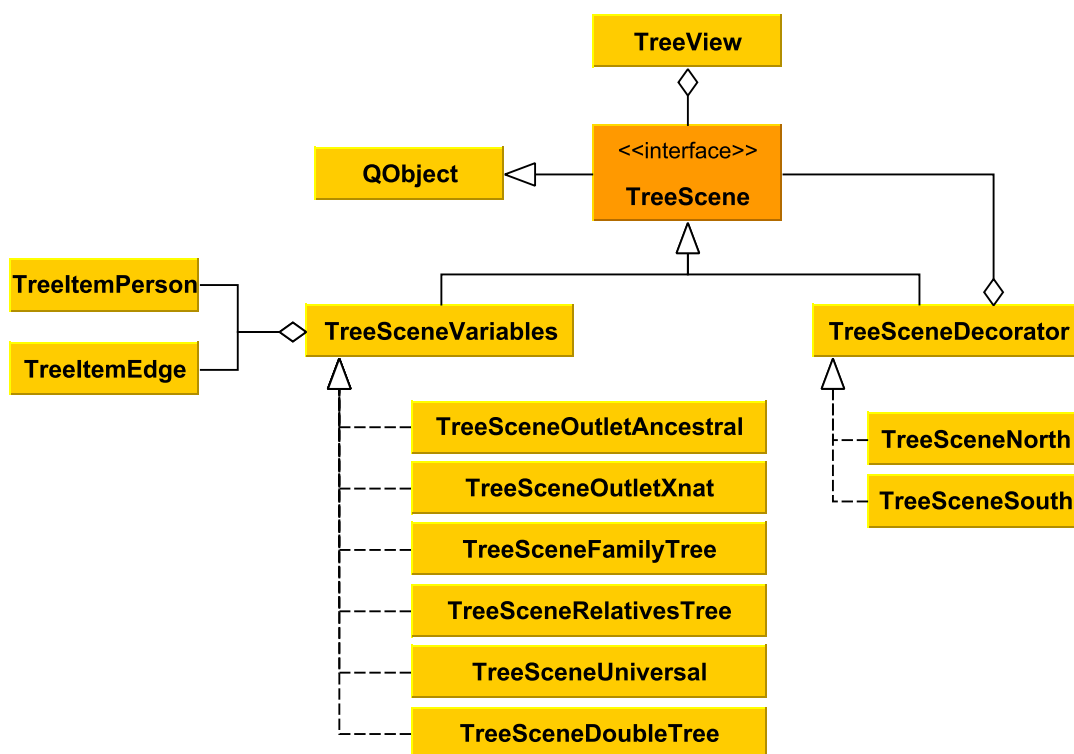 TreeView
<<interface>>
TreeScene
QObject
TreeItemPerson
TreeItemEdge
TreeSceneVariables
TreeSceneDecorator
TreeSceneOutletAncestral
TreeSceneOutletXnat
TreeSceneFamilyTree
TreeSceneRelativesTree
TreeSceneUniversal
TreeSceneDoubleTree
TreeSceneNorth
TreeSceneSouth